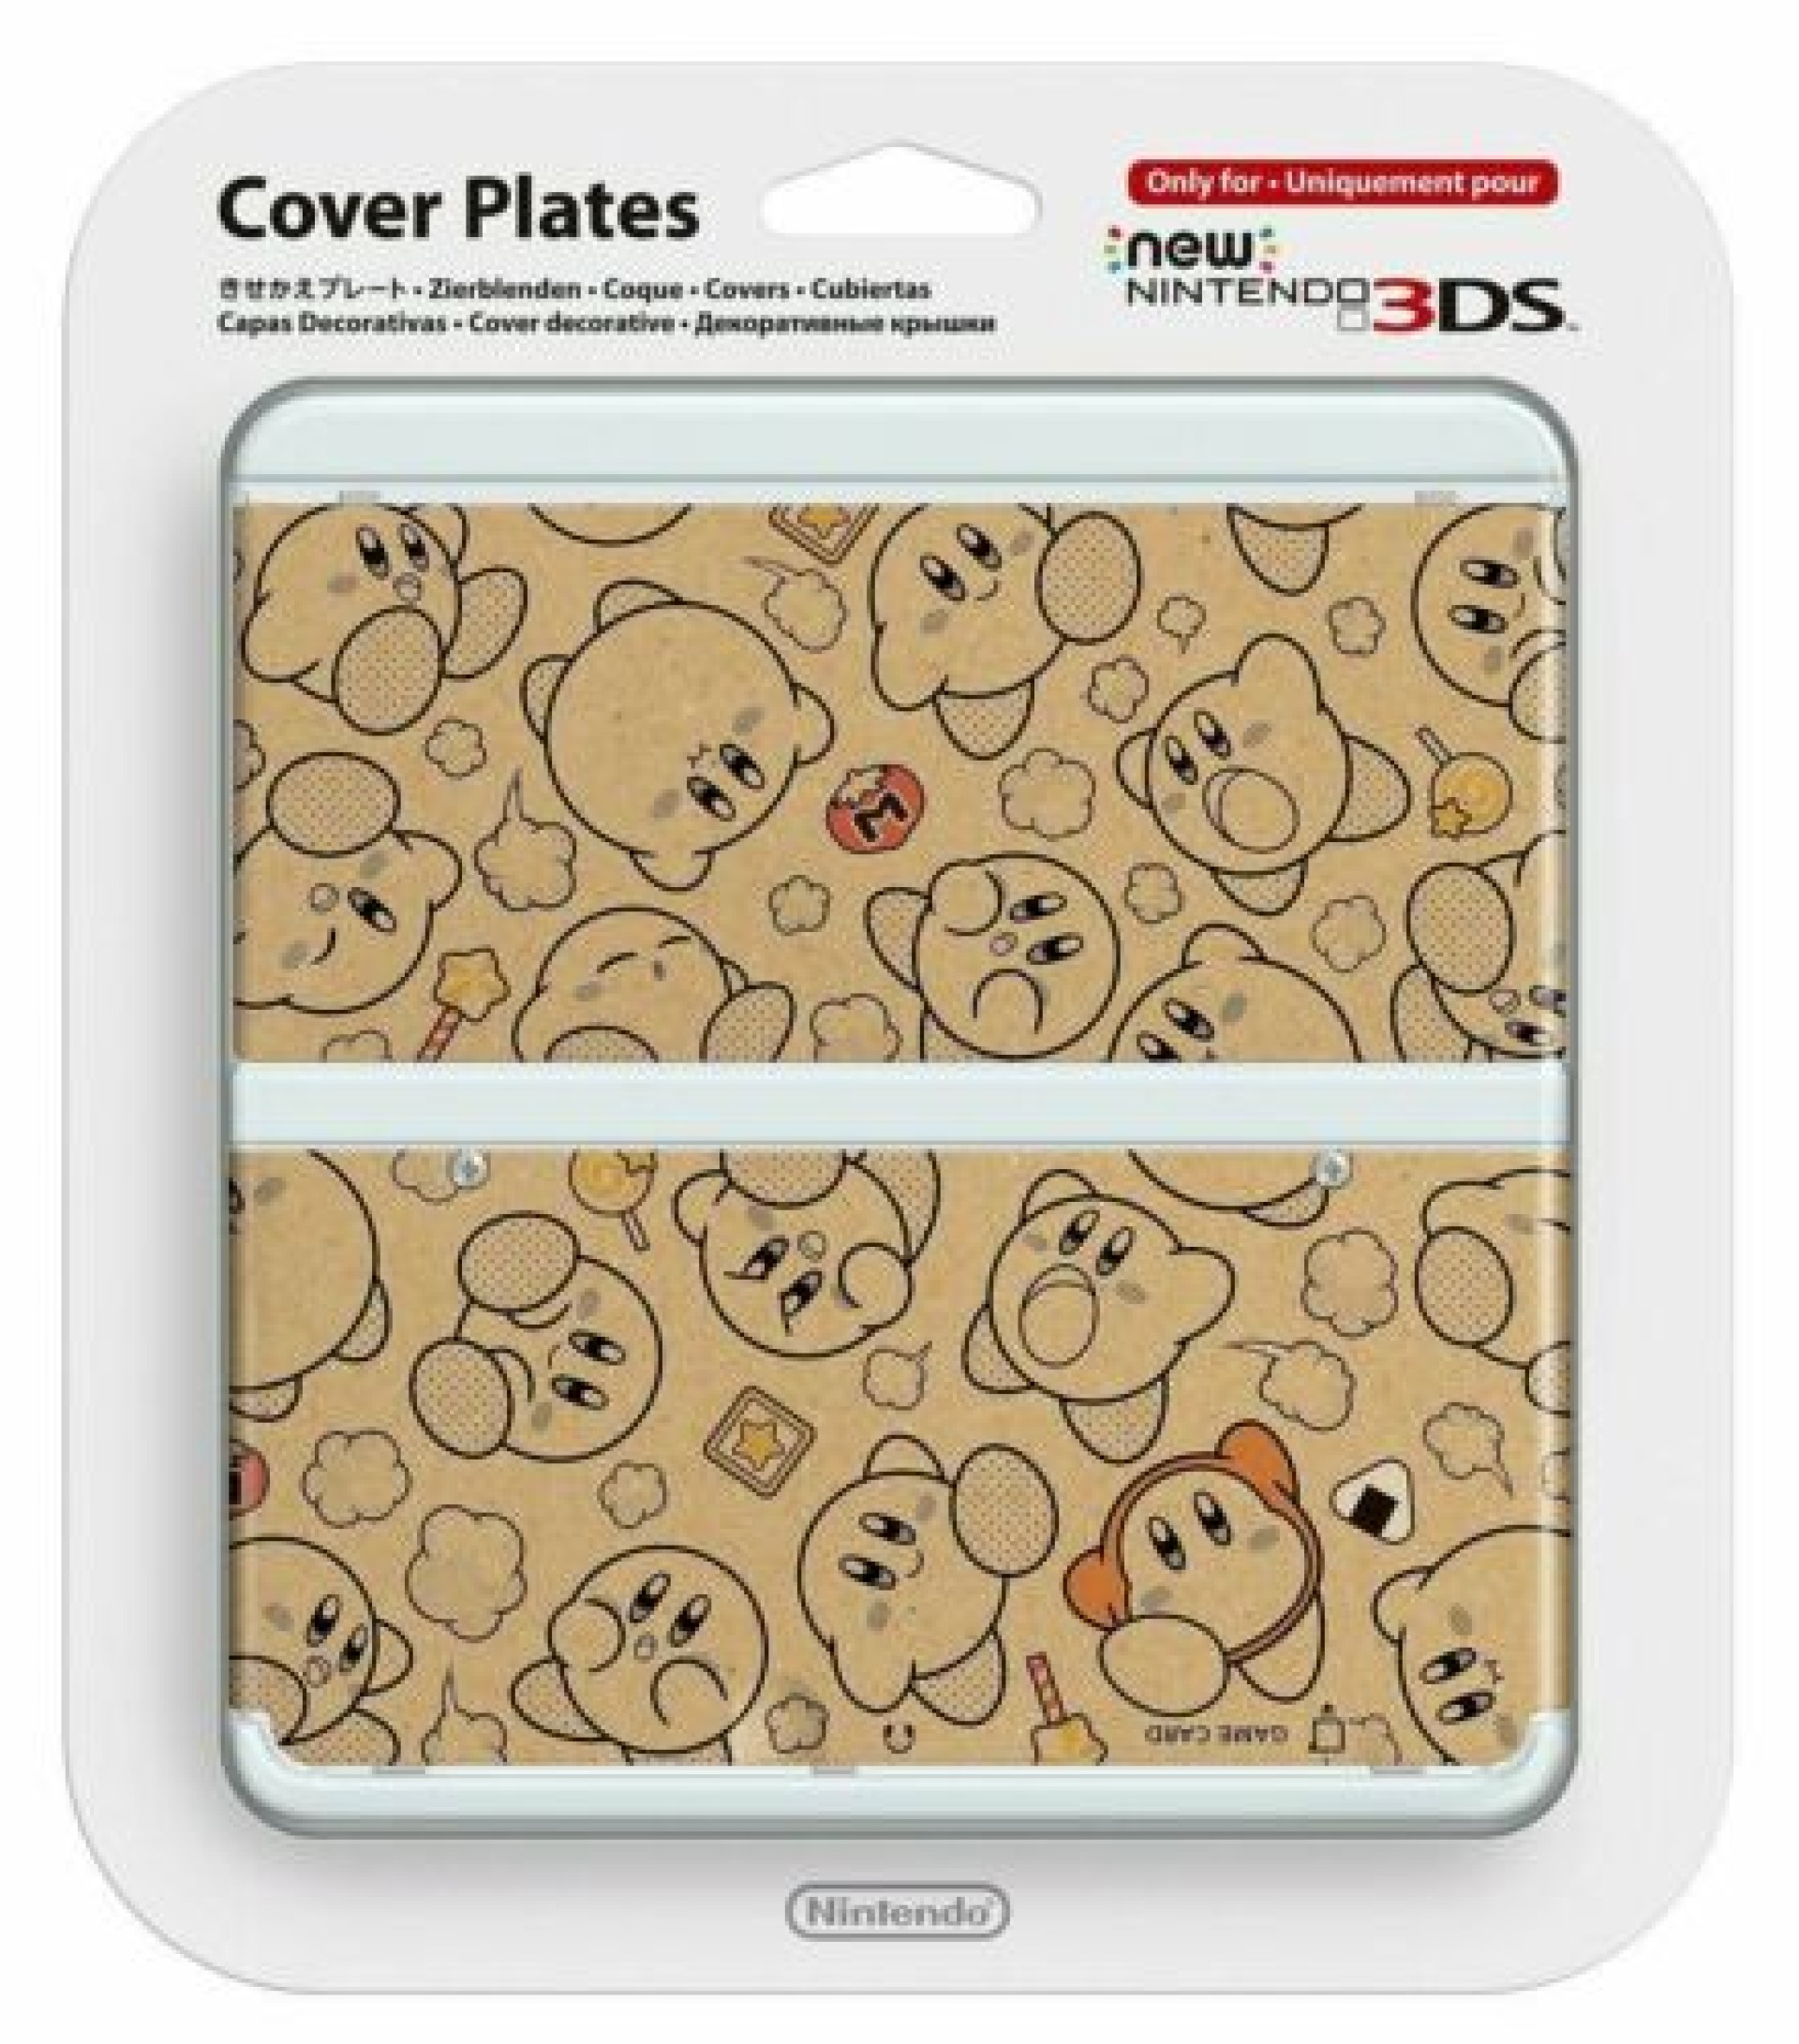 Cover Plates
Only for • Uniquement pour
new
NINTENDO 3DS™
きせかえプレート • Zierblenden • Coque • Covers • Cubiertas
Capas Decorativas • Cover decorative • Декоративные крышки
M
GAME CARD
Nintendo®